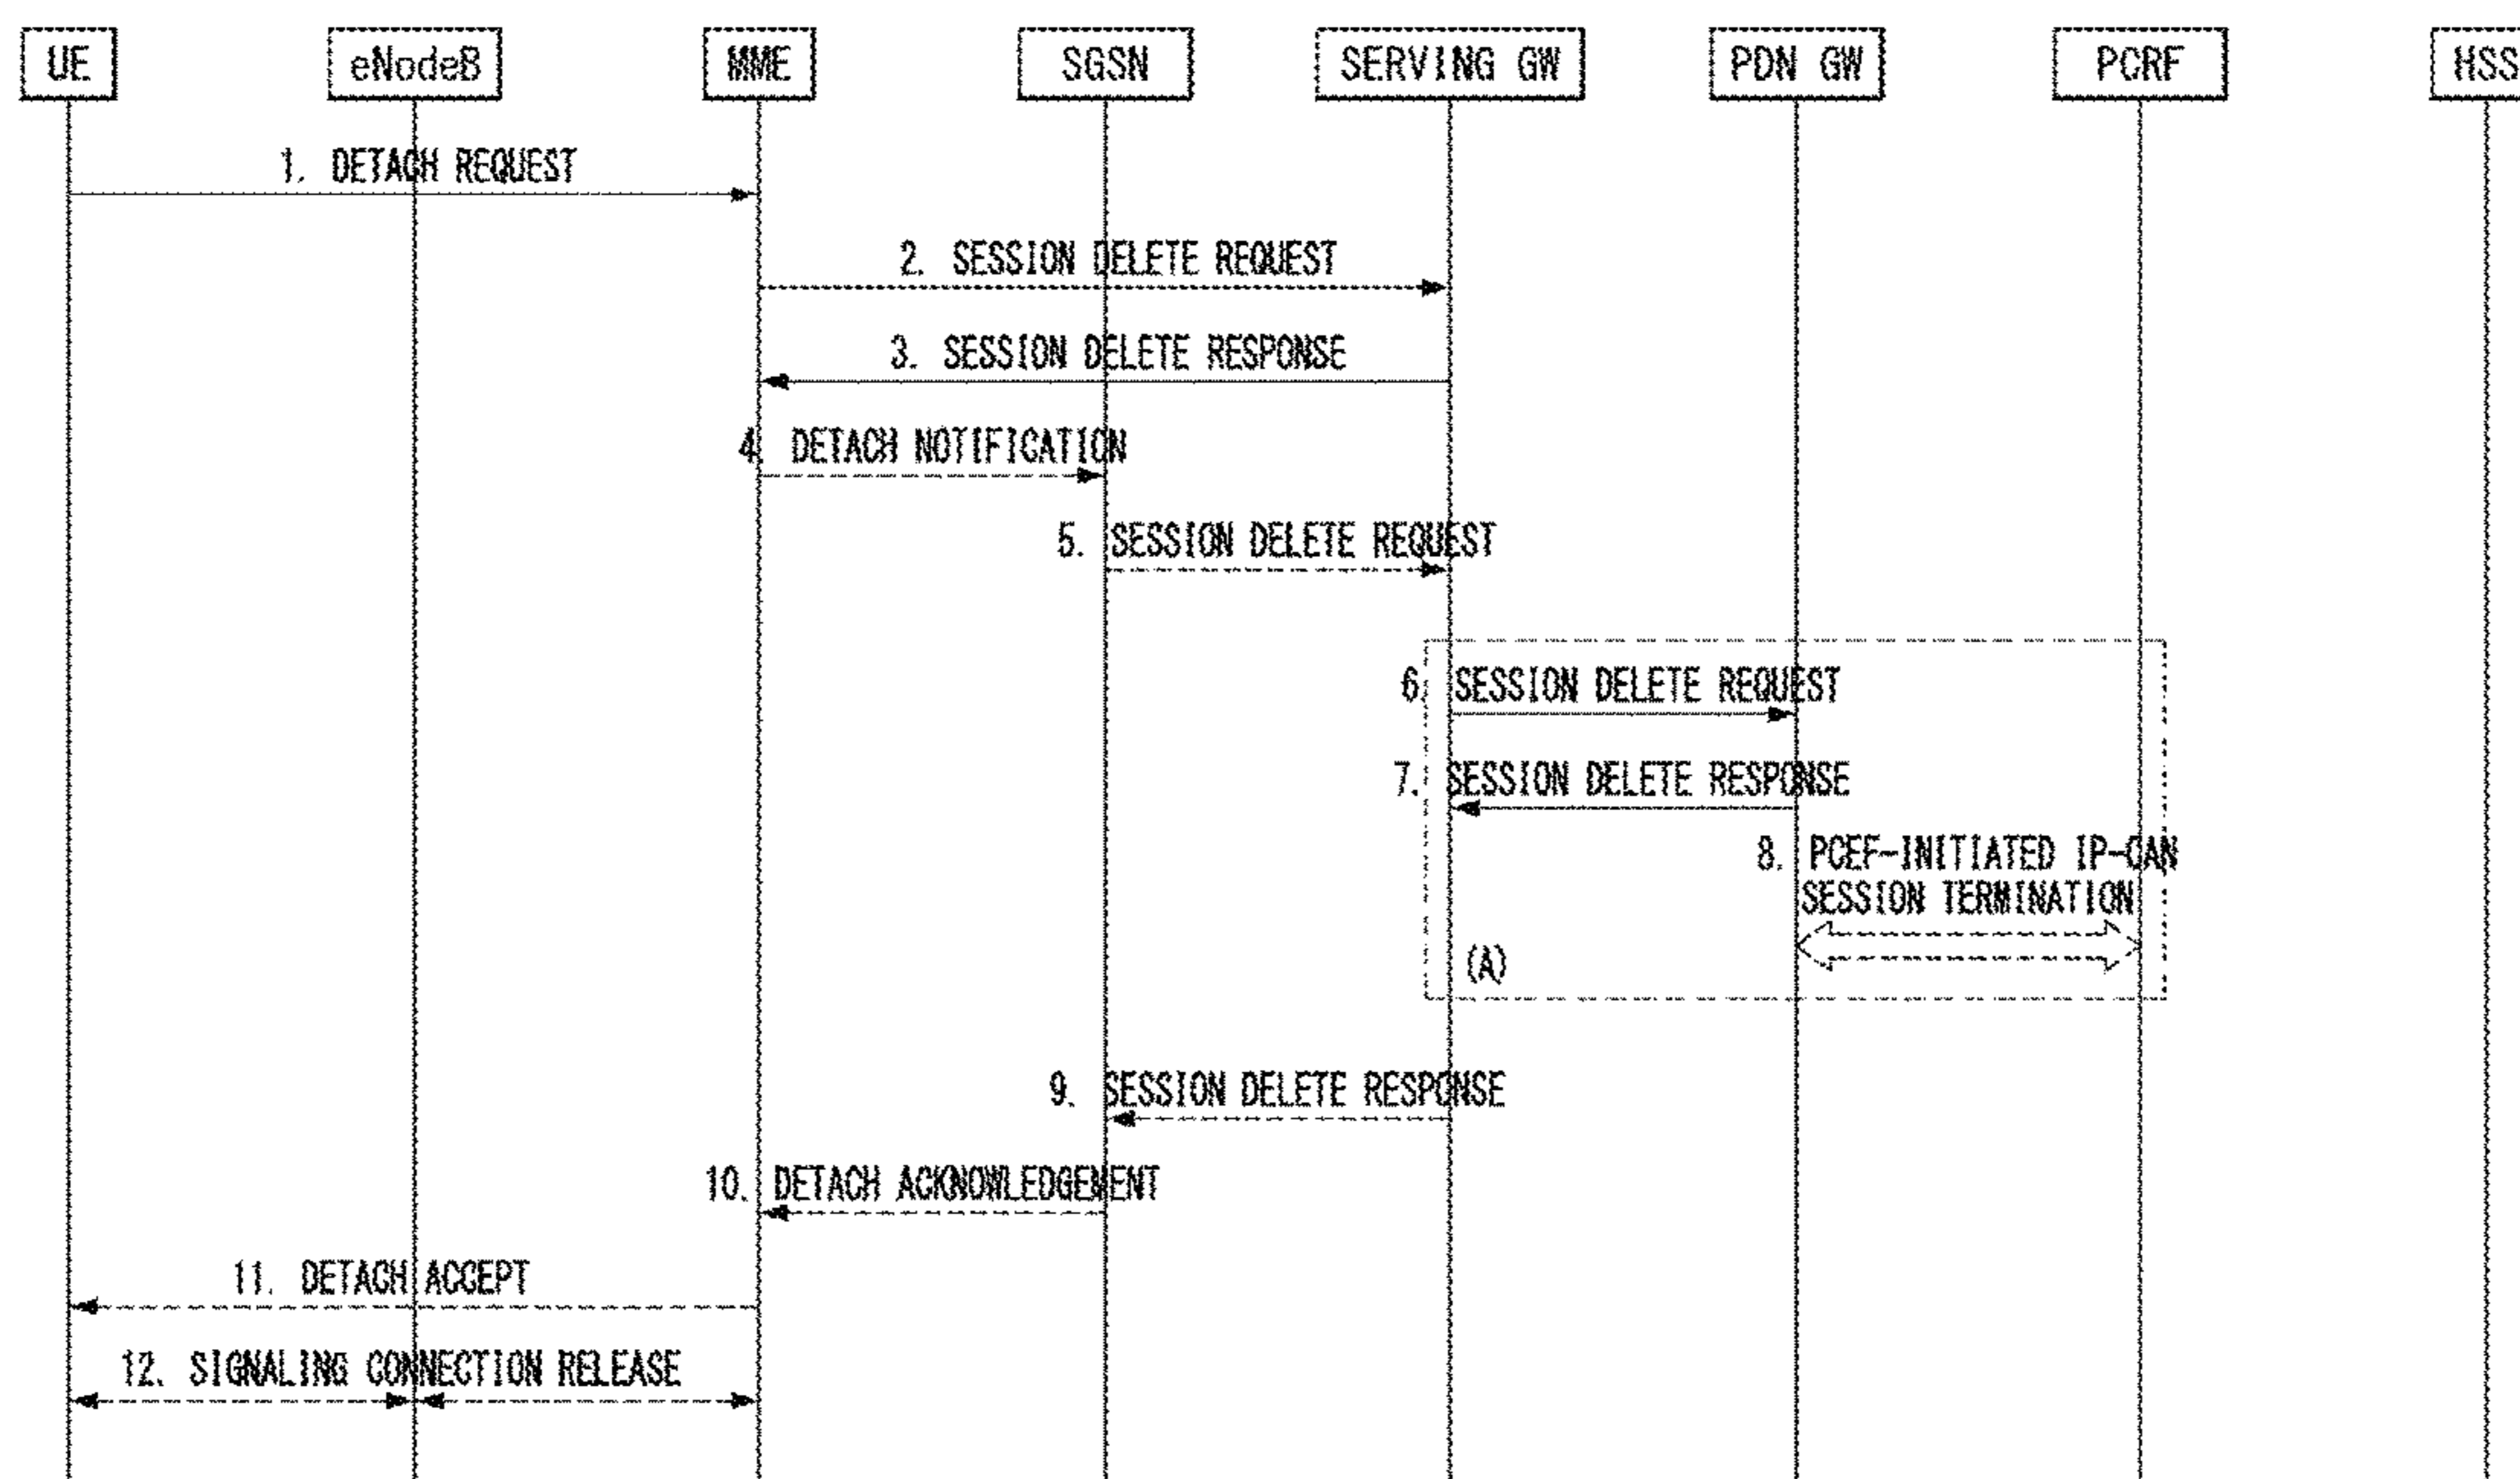 UE eNodeB MME SGSN SERVING GW PDN GW PCRF HSS
1. DETACH REQUEST
2. SESSION DELETE REQUEST
3. SESSION DELETE RESPONSE
4. DETACH NOTIFICATION
5. SESSION DELETE REQUEST
6. SESSION DELETE REQUEST
7. SESSION DELETE RESPONSE
8. PCEF-INITIATED IP-CAN
SESSION TERMINATION
(A)
9. SESSION DELETE RESPONSE
10. DETACH ACKNOWLEDGEMENT
11. DETACH ACCEPT
12. SIGNALING CONNECTION RELEASE